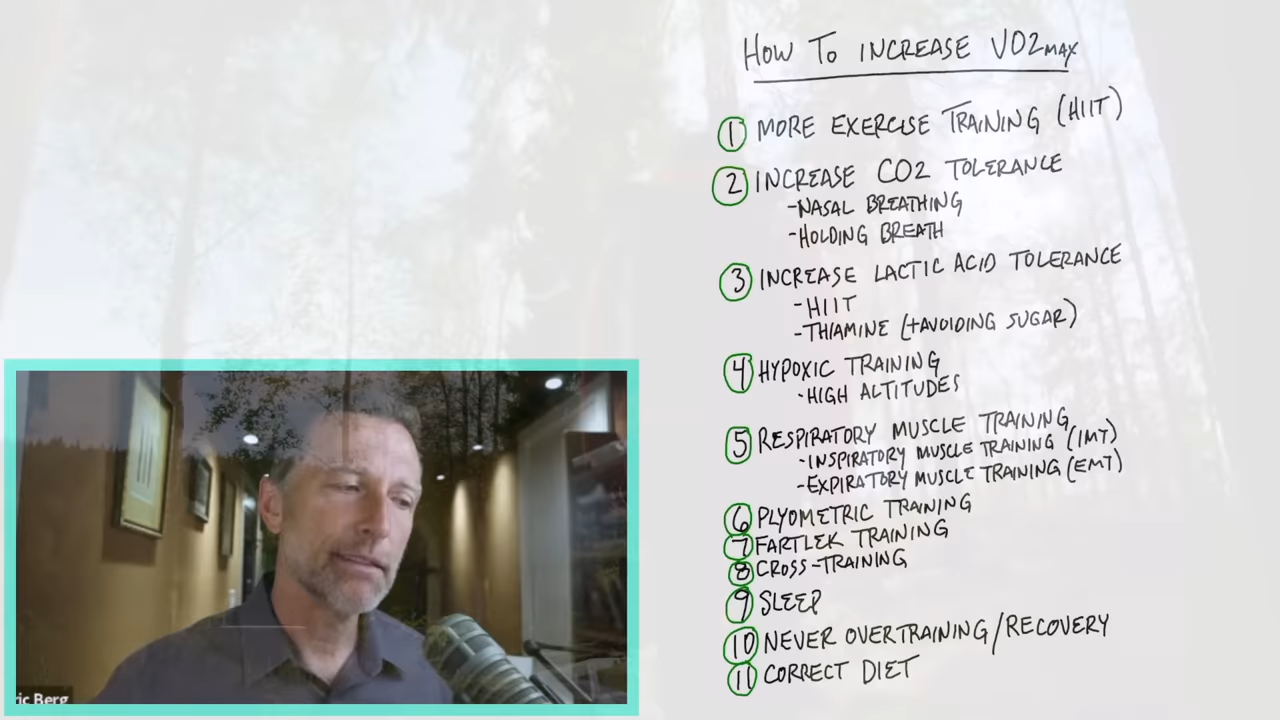 HOW TO INCREASE VO2MAX
1 MORE EXERCISE TRAINING (HIIT)
2 INCREASE CO2 TOLERANCE
-NASAL BREATHING
-HOLDING BREATH
3 INCREASE LACTIC ACID TOLERANCE
-HIIT
-THIAMINE (+AVOIDING SUGAR)
4 HYPOXIC TRAINING
-HIGH ALTITUDES
5 RESPIRATORY MUSCLE TRAINING
-INSPIRATORY MUSCLE TRAINING (IMT)
-EXPIRATORY MUSCLE TRAINING (EMT)
6 PLYOMETRIC TRAINING
7 FARTLEK TRAINING
8 CROSS-TRAINING
9 SLEEP
10 NEVER OVERTRAINING/RECOVERY
11 CORRECT DIET
ric Berg